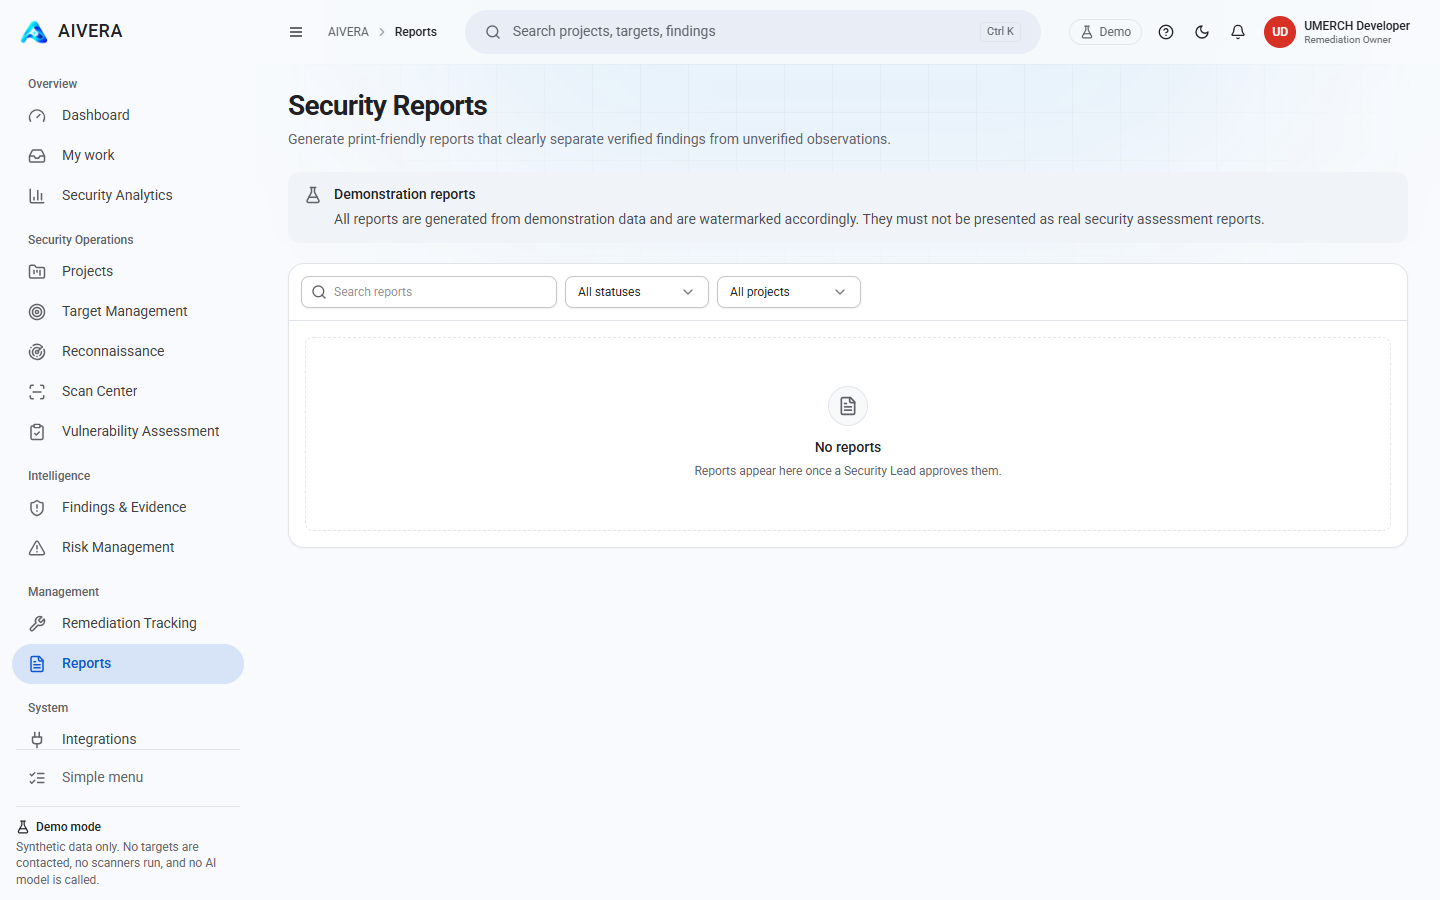 AIVERA
AIVERA
Reports
Search projects, targets, findings
Ctrl K
Demo
UD
UMERCH Developer
Remediation Owner
Overview
Dashboard
My work
Security Analytics
Security Operations
Projects
Target Management
Reconnaissance
Scan Center
Vulnerability Assessment
Intelligence
Findings & Evidence
Risk Management
Management
Remediation Tracking
Reports
System
Integrations
Simple menu
Demo mode
Synthetic data only. No targets are
contacted, no scanners run, and no AI
model is called.
Security Reports
Generate print-friendly reports that clearly separate verified findings from unverified observations.
Demonstration reports
All reports are generated from demonstration data and are watermarked accordingly. They must not be presented as real security assessment reports.
Search reports
All statuses
All projects
No reports
Reports appear here once a Security Lead approves them.